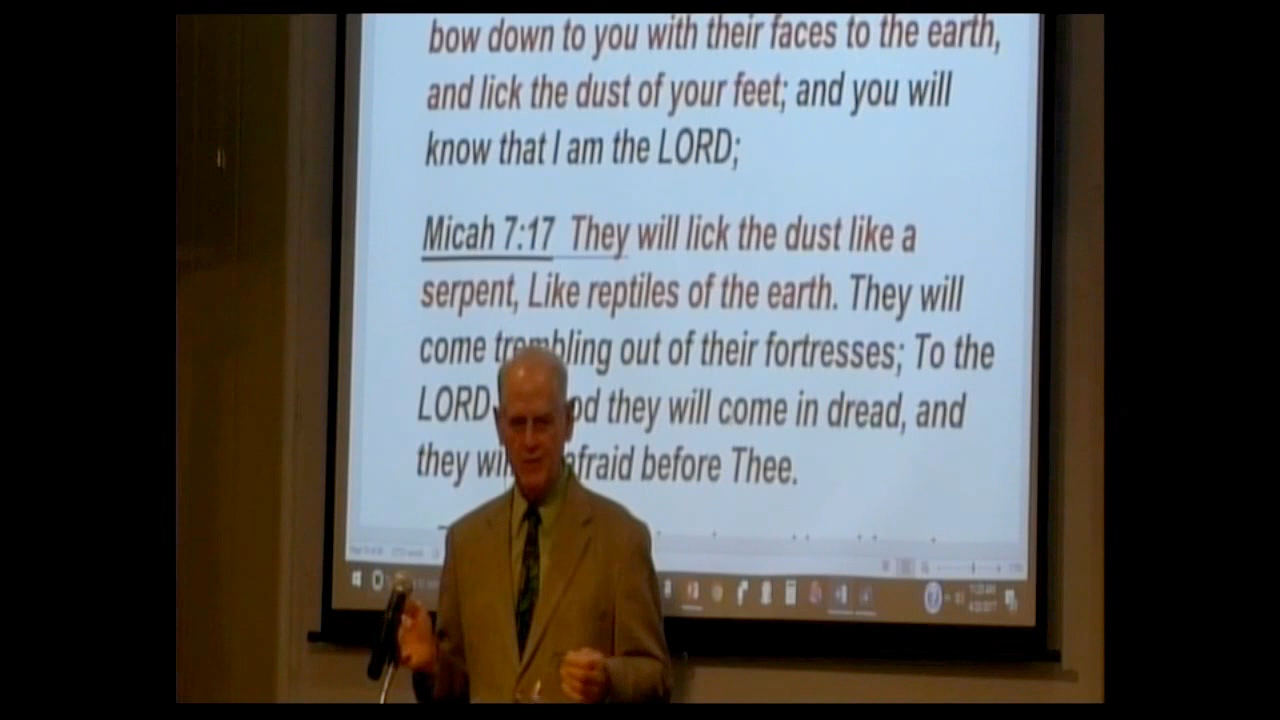 bow down to you with their faces to the earth,
and lick the dust of your feet; and you will
know that I am the LORD;
Micah 7:17 They will lick the dust like a
serpent, Like reptiles of the earth. They will
come trembling out of their fortresses; To the
LORD they will come in dread, and
they afraid before Thee.